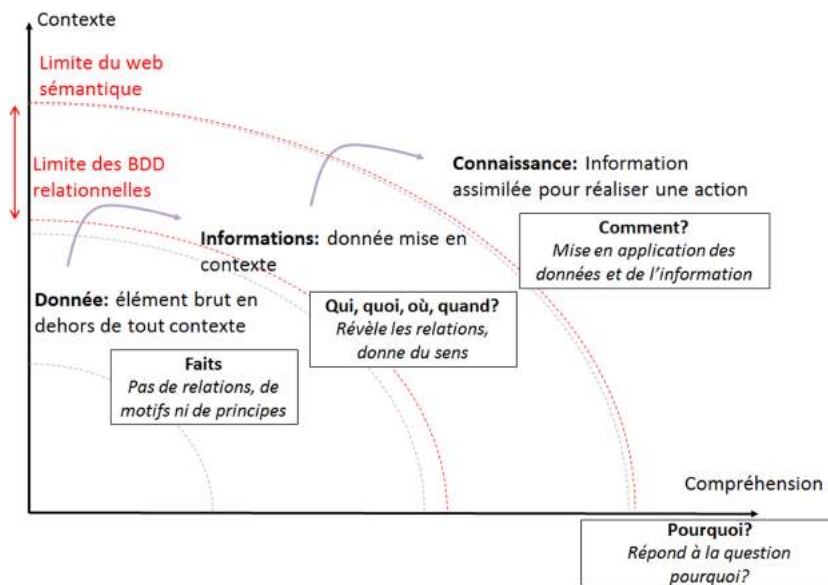 Contexte
Limite du web
sémantique
Limite des BDD
relationnelles
Connaissance: Information
assimilée pour réaliser une action
Comment?
Mise en application des
données et de l'information
Informations: donnée mise en
contexte
Qui, quoi, où, quand?
Révèle les relations,
donne du sens
Donnée: élément brut en
dehors de tout contexte
Faits
Pas de relations, de
motifs ni de principes
Compréhension
Pourquoi?
Répond à la question
pourquoi?